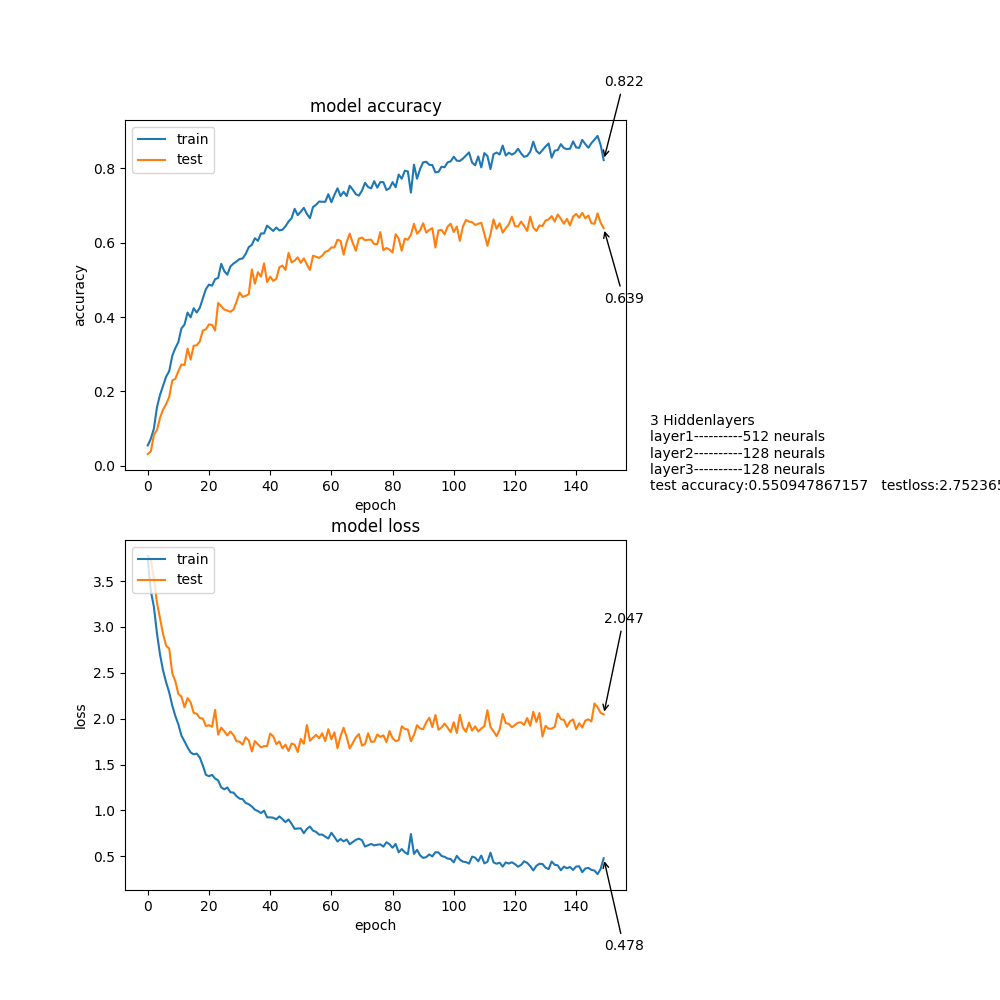 0.822
model accuracy
train
test
0.8
0.6
0.4
0.2
0.0
accuracy
0.639
0 20 40 60 80 100 120 140
epoch
3 Hiddenlayers
layer1----------512 neurals
layer2----------128 neurals
layer3----------128 neurals
test accuracy:0.550947867157 testloss:2.752365
model loss
train
test
3.5
3.0
2.5
2.0
1.5
1.0
0.5
loss
2.047
0 20 40 60 80 100 120 140
epoch
0.478